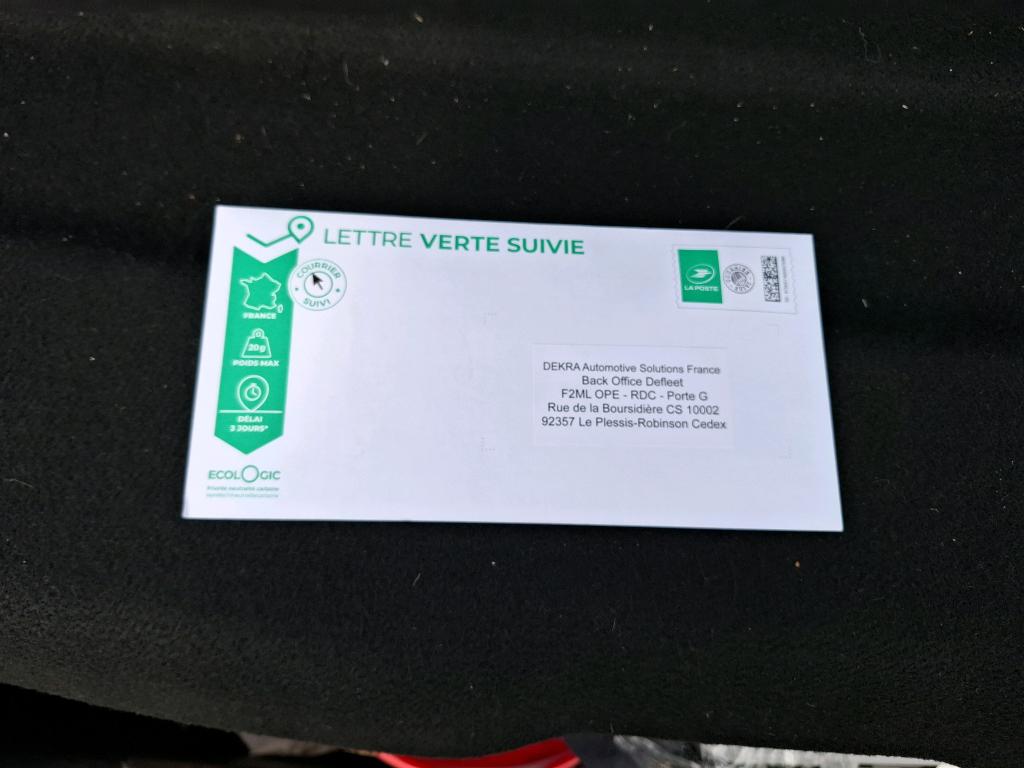 LETTRE VERTE SUIVIE
COURRIER
SUIVI
FRANCE
20g
POIDS MAX
DÉLAI
3 JOURS*
ECOLOGIC
LA POSTE
DEKRA Automotive Solutions France
Back Office Defleet
F2ML OPE - RDC - Porte G
Rue de la Boursidière CS 10002
92357 Le Plessis-Robinson Cedex